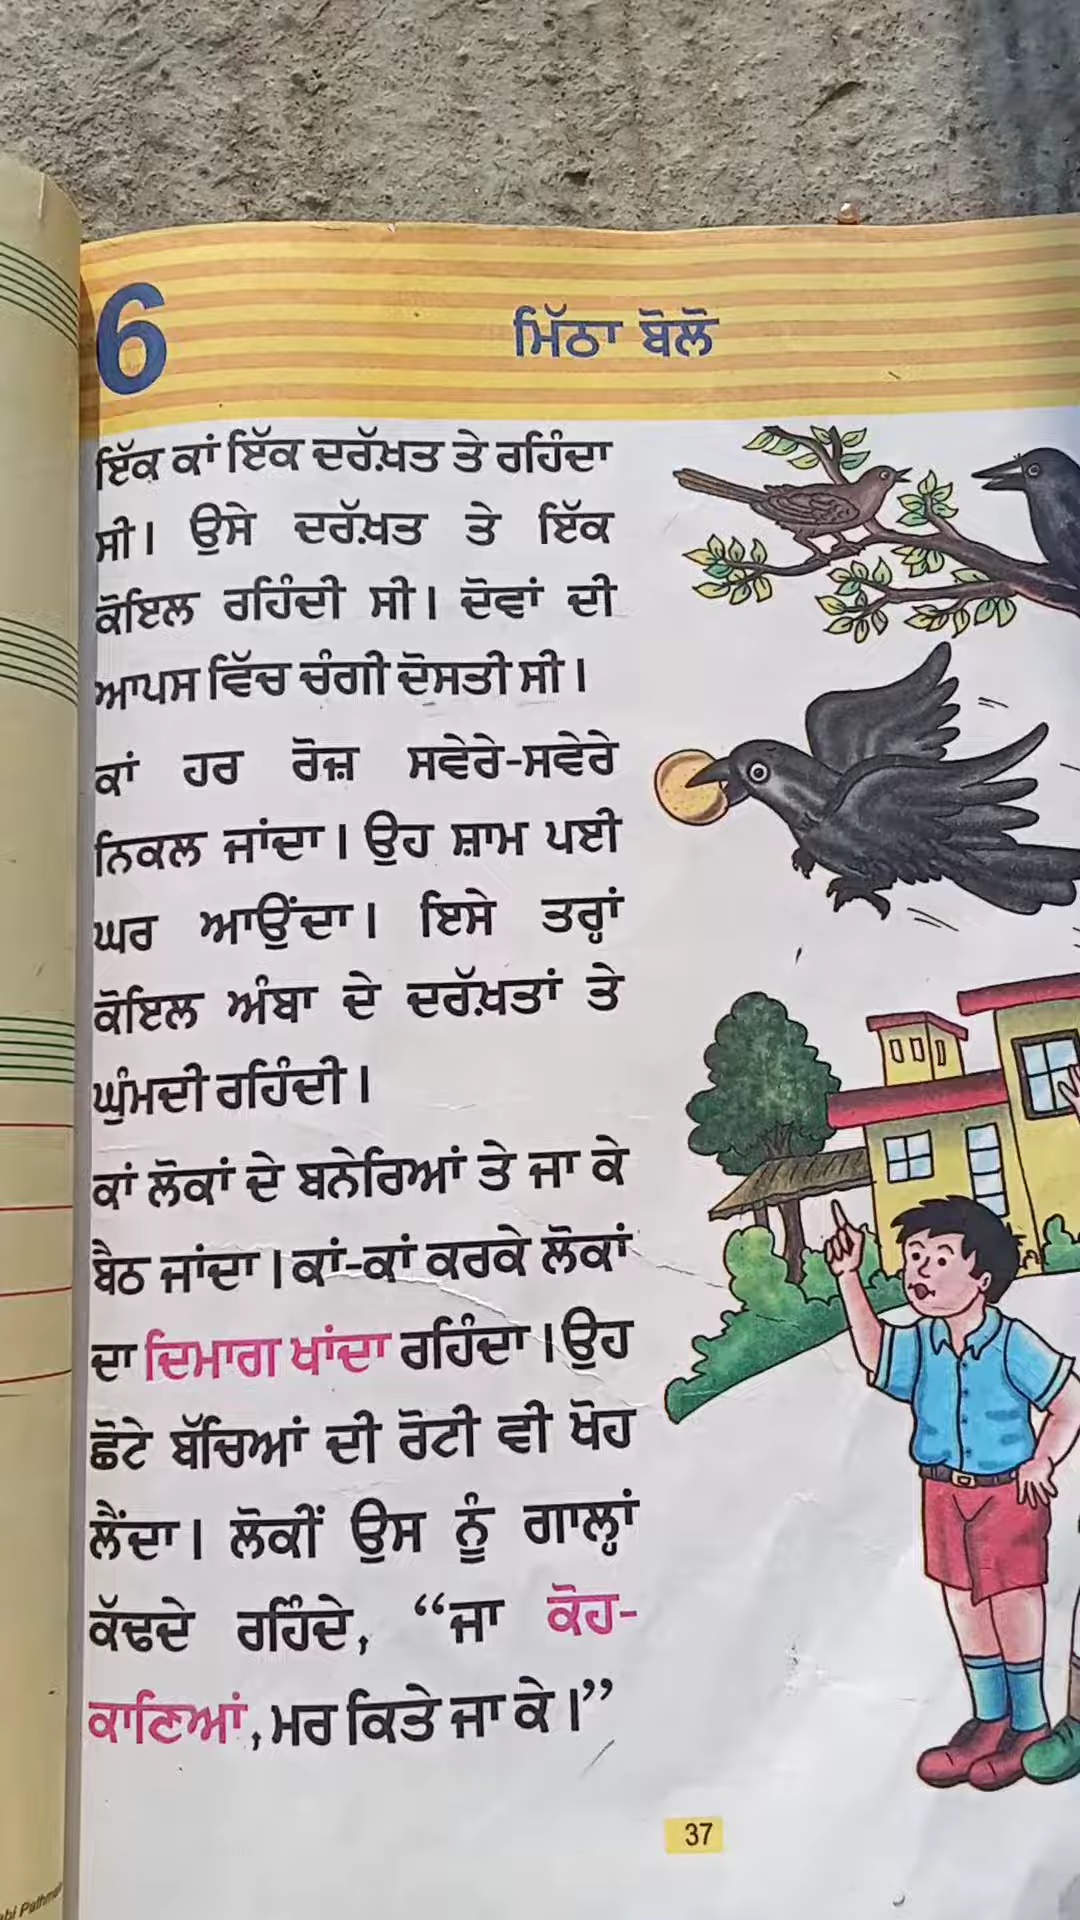 6
ਮਿੱਠਾ ਬੋਲੋ
ਇੱਕ ਕਾਂ ਇੱਕ ਦਰੱਖ਼ਤ ਤੇ ਰਹਿੰਦਾ
ਸੀ। ਉਸੇ ਦਰੱਖ਼ਤ ਤੇ ਇੱਕ
ਕੋਇਲ ਰਹਿੰਦੀ ਸੀ। ਦੋਵਾਂ ਦੀ
ਆਪਸ ਵਿੱਚ ਚੰਗੀ ਦੋਸਤੀ ਸੀ।
ਕਾਂ ਹਰ ਰੋਜ਼ ਸਵੇਰੇ-ਸਵੇਰੇ
ਨਿਕਲ ਜਾਂਦਾ। ਉਹ ਸ਼ਾਮ ਪਈ
ਘਰ ਆਉਂਦਾ। ਇਸੇ ਤਰ੍ਹਾਂ
ਕੋਇਲ ਅੰਬਾ ਦੇ ਦਰੱਖ਼ਤਾਂ ਤੇ
ਘੁੰਮਦੀ ਰਹਿੰਦੀ।
ਕਾਂ ਲੋਕਾਂ ਦੇ ਬਨੇਰਿਆਂ ਤੇ ਜਾ ਕੇ
ਬੈਠ ਜਾਂਦਾ। ਕਾਂ-ਕਾਂ ਕਰਕੇ ਲੋਕਾਂ
ਦਾ ਦਿਮਾਗ ਖਾਂਦਾ ਰਹਿੰਦਾ। ਉਹ
ਛੋਟੇ ਬੱਚਿਆਂ ਦੀ ਰੋਟੀ ਵੀ ਖੋਹ
ਲੈਂਦਾ। ਲੋਕੀਂ ਉਸ ਨੂੰ ਗਾਲ੍ਹਾਂ
ਕੱਢਦੇ ਰਹਿੰਦੇ, “ਜਾ ਕੋਹ-
ਕਾਣਿਆਂ, ਮਰ ਕਿਤੇ ਜਾ ਕੇ।”
37